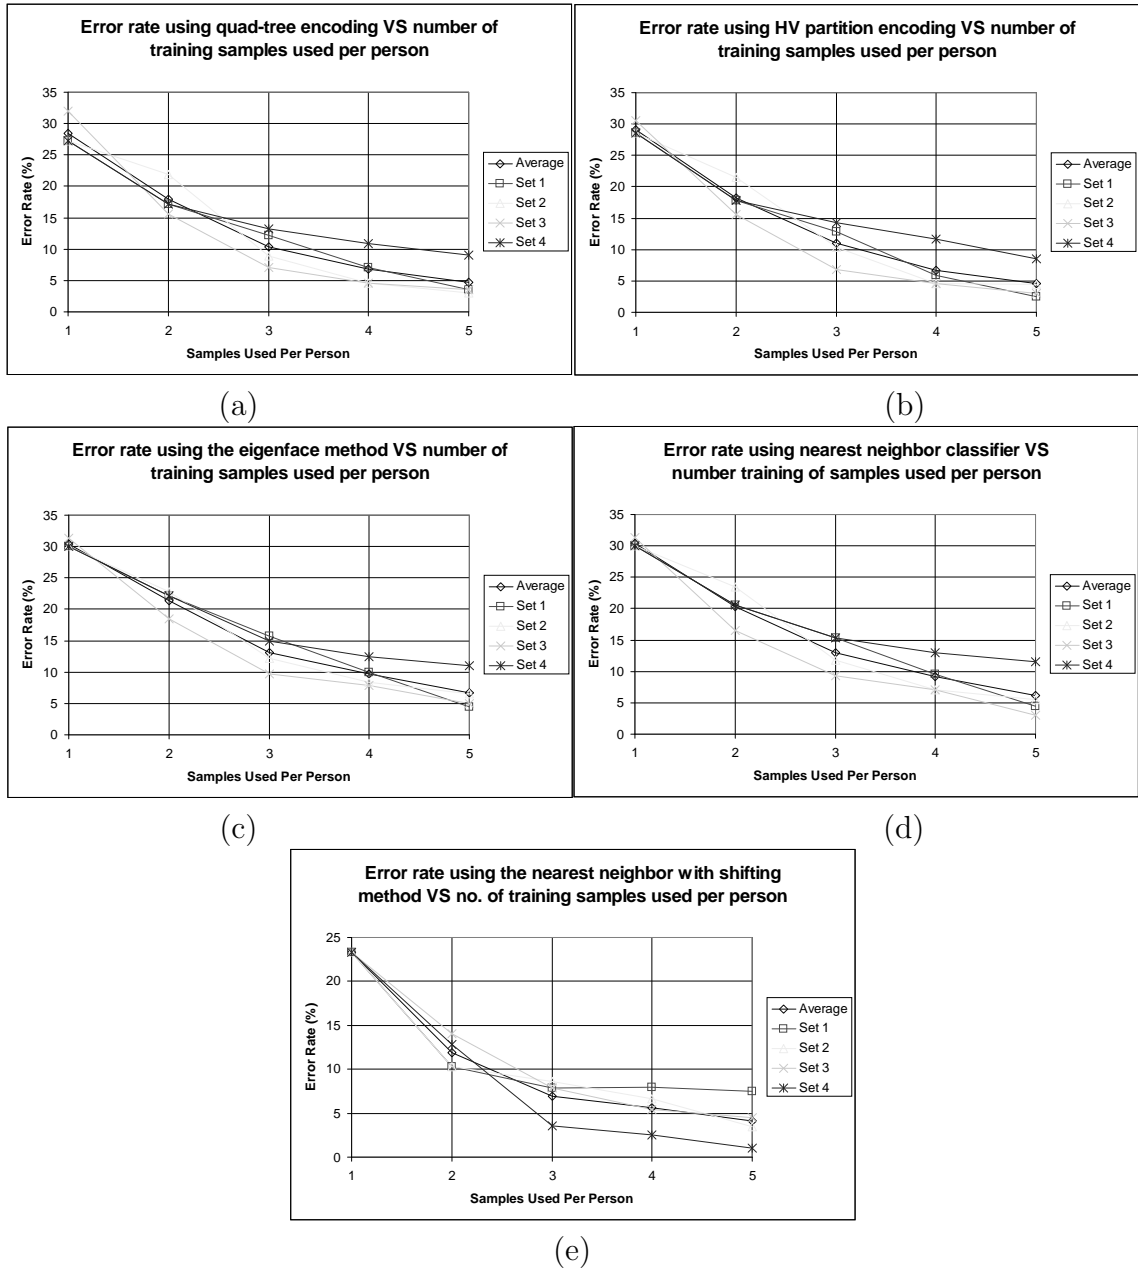 Error rate using quad-tree encoding VS number of
training samples used per person
35
30
25
20
15
10
5
0
Error Rate (%)
1 2 3 4 5
Samples Used Per Person
Average
Set 1
Set 2
Set 3
Set 4
(a)
Error rate using HV partition encoding VS number of
training samples used per person
35
30
25
20
15
10
5
0
Error Rate (%)
1 2 3 4 5
Samples Used Per Person
Average
Set 1
Set 2
Set 3
Set 4
(b)
Error rate using the eigenface method VS number of
training samples used per person
35
30
25
20
15
10
5
0
Error Rate (%)
1 2 3 4 5
Samples Used Per Person
Average
Set 1
Set 2
Set 3
Set 4
(c)
Error rate using nearest neighbor classifier VS
number training of samples used per person
35
30
25
20
15
10
5
0
Error Rate (%)
1 2 3 4 5
Samples Used Per Person
Average
Set 1
Set 2
Set 3
Set 4
(d)
Error rate using the nearest neighbor with shifting
method VS no. of training samples used per person
25
20
15
10
5
0
Error Rate (%)
1 2 3 4 5
Samples Used Per Person
Average
Set 1
Set 2
Set 3
Set 4
(e)